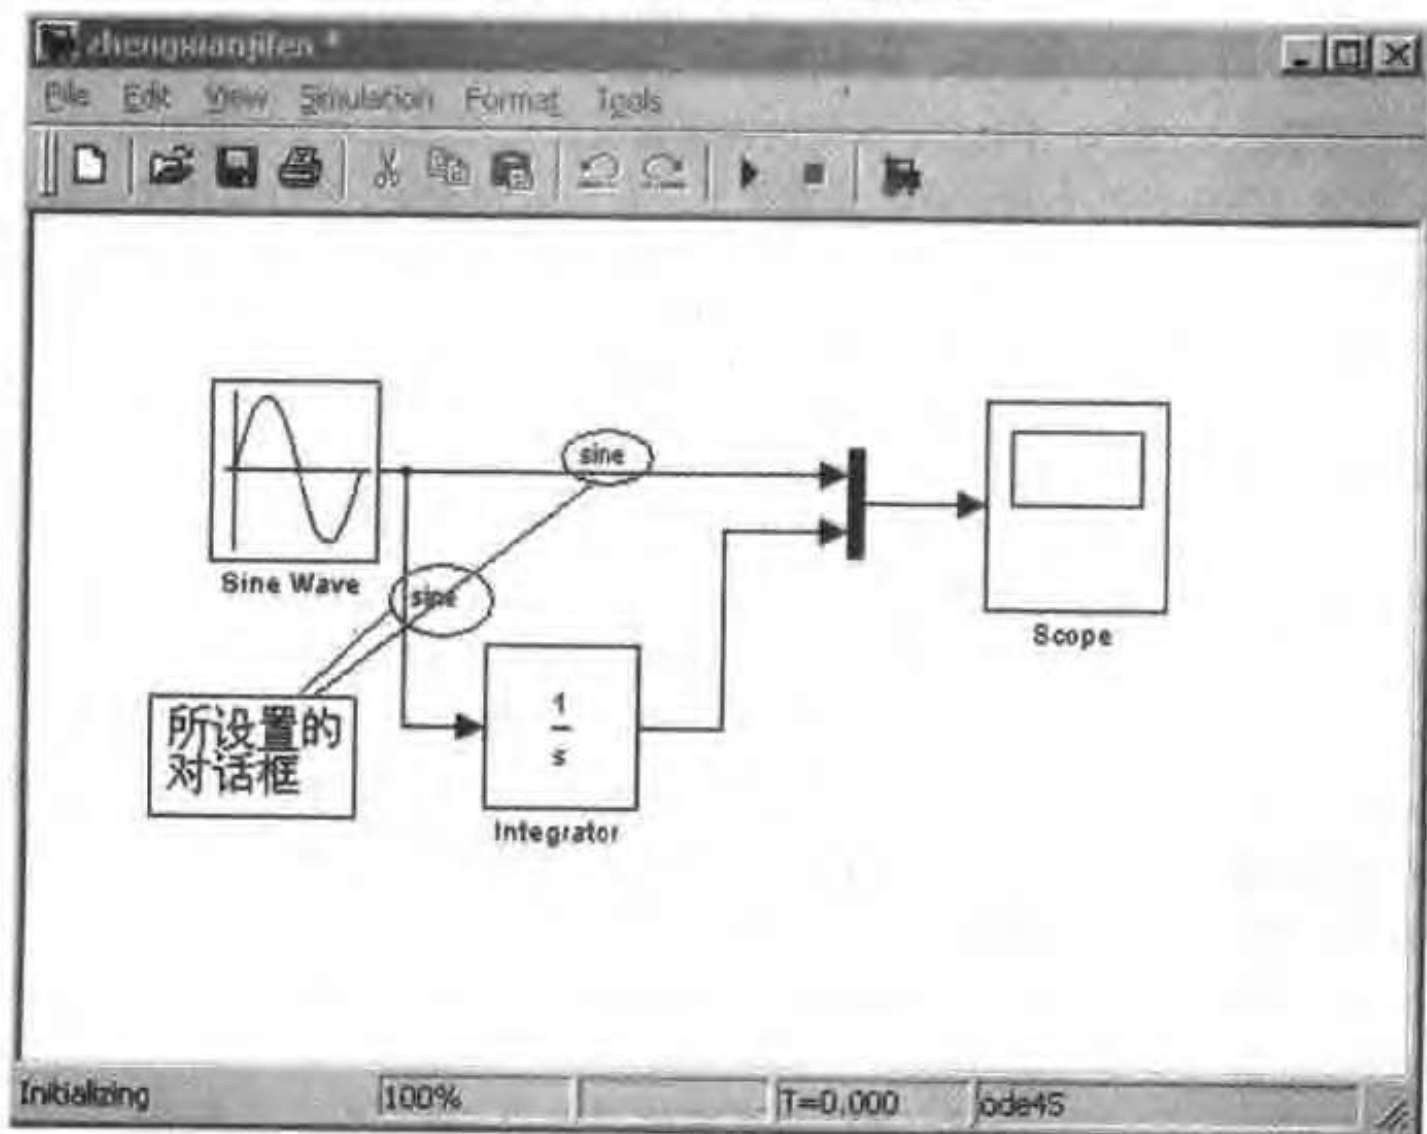 zhengxianjifen *
File Edit View Simulation Format Tools
sine
Sine Wave
sine
Scope
所设置的
对话框
1
s
Integrator
Initializing 100% T=0.000 ode45